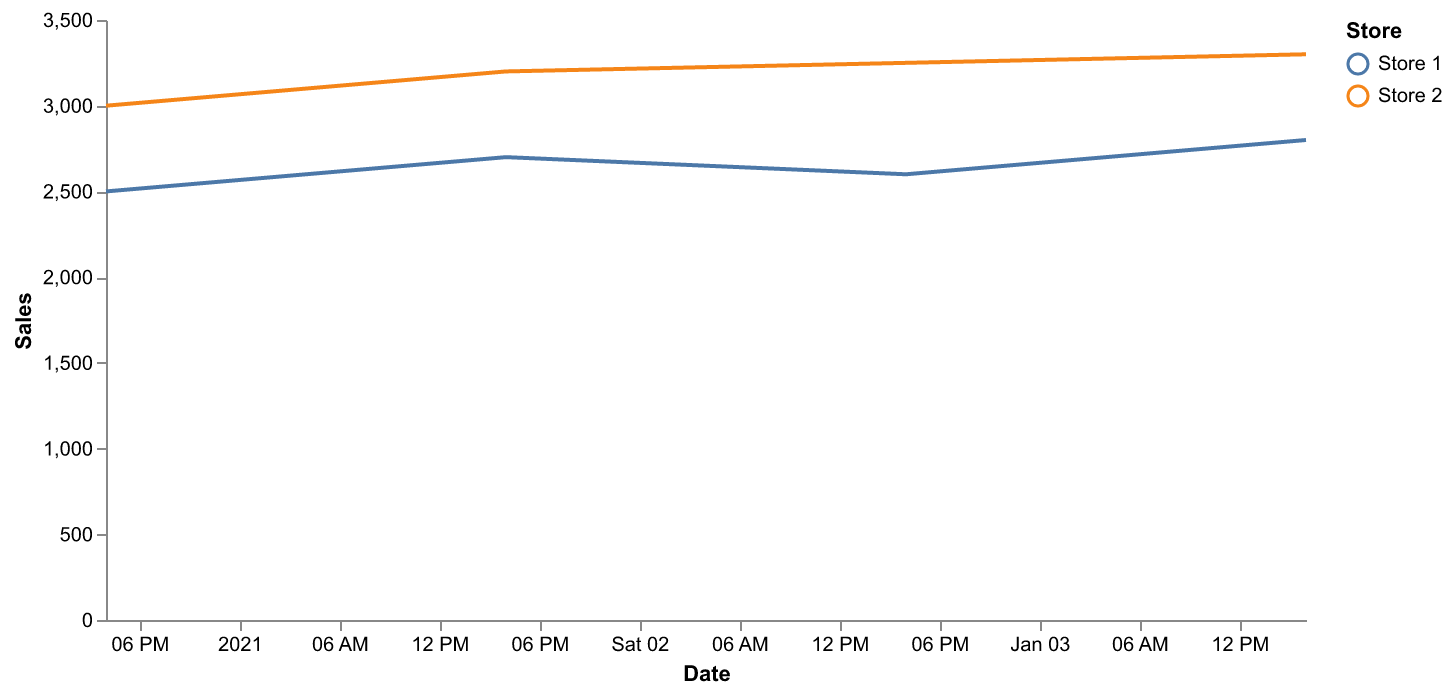 3,500
3,000
2,500
2,000
1,500
1,000
500
0
Sales
06 PM 2021 06 AM 12 PM 06 PM Sat 02 06 AM 12 PM 06 PM Jan 03 06 AM 12 PM
Date
Store
Store 1
Store 2